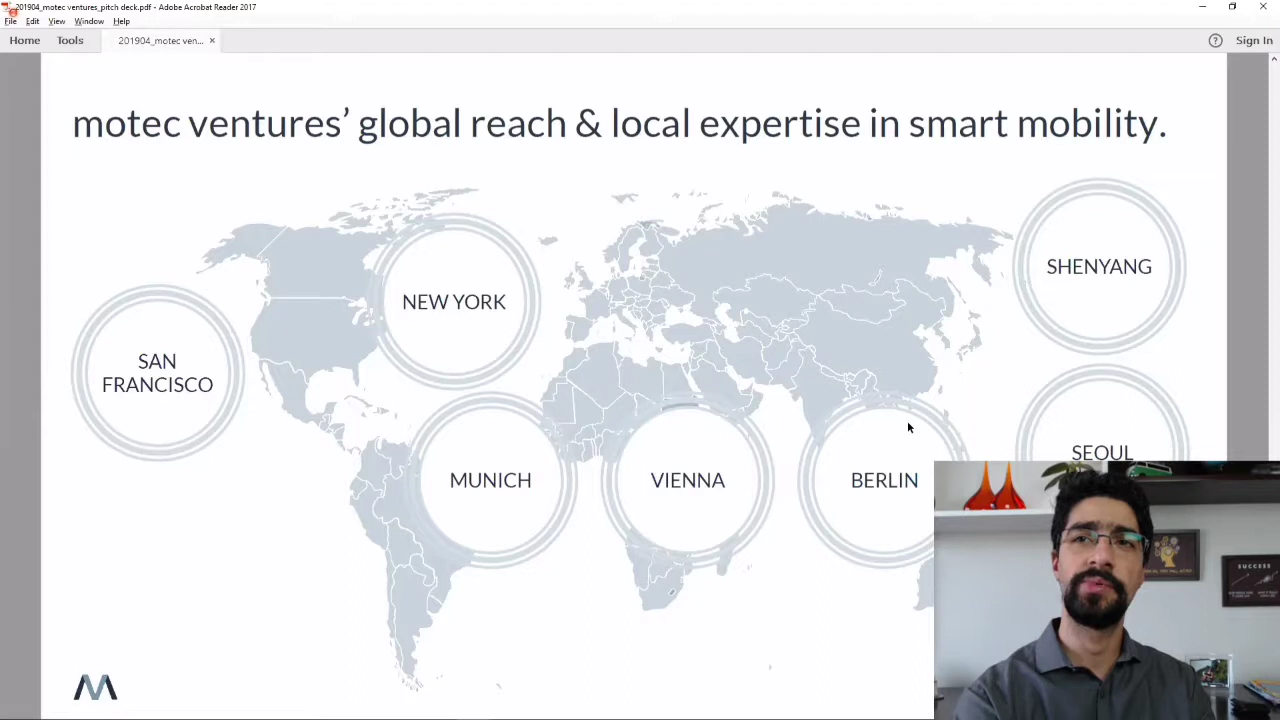 201904_motec ventures_pitch deck.pdf - Adobe Acrobat Reader 2017
File Edit View Window Help
Home Tools 201904_motec ven... × ? Sign In
motec ventures’ global reach & local expertise in smart mobility.
SHENYANG
NEW YORK
SAN
FRANCISCO
SEOUL
MUNICH
VIENNA
BERLIN
SUCCESS